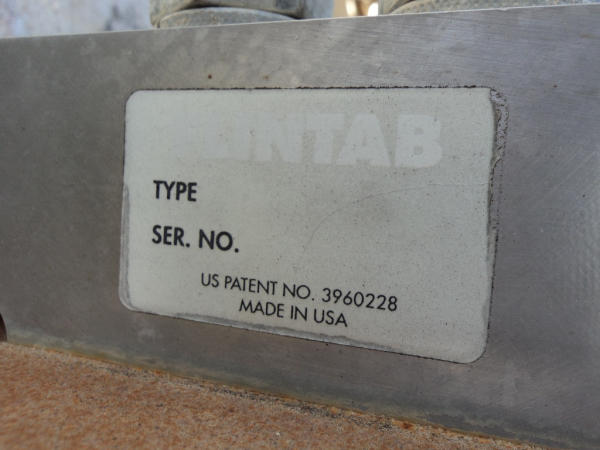 TYPE
SER. NO.
US PATENT NO. 3960228
MADE IN USA